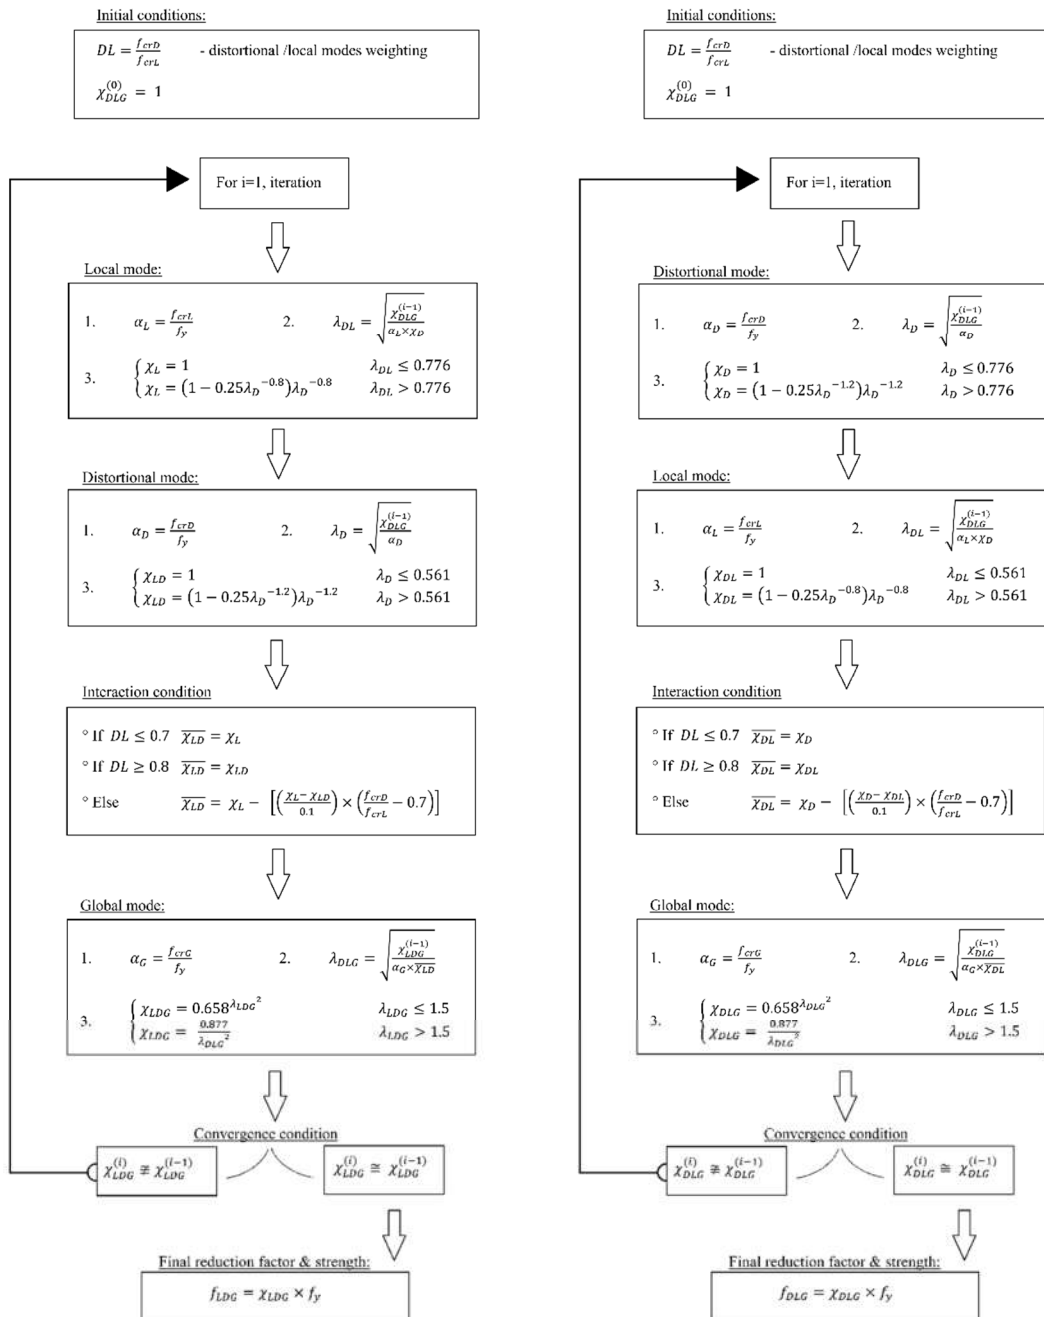 Initial conditions:
DL = f_crD / f_crL - distortional /local modes weighting
χ_DLG^(0) = 1
For i=1, iteration
Local mode:
1. α_L = f_crL / f_y 2. λ_DL = √(χ_DLG^(i−1) / (α_L×χ_D))
3. { χ_L = 1 λ_DL ≤ 0.776
χ_L = (1 − 0.25λ_D^−0.8)λ_D^−0.8 λ_DL > 0.776
Distortional mode:
1. α_D = f_crD / f_y 2. λ_D = √(χ_DLG^(i−1) / α_D)
3. { χ_LD = 1 λ_D ≤ 0.561
χ_LD = (1 − 0.25λ_D^−1.2)λ_D^−1.2 λ_D > 0.561
Interaction condition
° If DL ≤ 0.7 χ̅_LD = χ_L
° If DL ≥ 0.8 χ̅_LD = χ_LD
° Else χ̅_LD = χ_L − [((χ_L − χ_LD) / 0.1) × (f_crD / f_crL − 0.7)]
Global mode:
1. α_G = f_crG / f_y 2. λ_DLG = √(χ_LDG^(i−1) / (α_G×χ̅_LD))
3. { χ_LDG = 0.658^(λ_LDG^2) λ_LDG ≤ 1.5
χ_LDG = 0.877 / λ_DLG^2 λ_LDG > 1.5
Convergence condition
χ_LDG^(i) ≇ χ_LDG^(i−1) χ_LDG^(i) ≅ χ_LDG^(i−1)
Final reduction factor & strength:
f_LDG = χ_LDG × f_y
Initial conditions:
DL = f_crD / f_crL - distortional /local modes weighting
χ_DLG^(0) = 1
For i=1, iteration
Distortional mode:
1. α_D = f_crD / f_y 2. λ_D = √(χ_DLG^(i−1) / α_D)
3. { χ_D = 1 λ_D ≤ 0.776
χ_D = (1 − 0.25λ_D^−1.2)λ_D^−1.2 λ_D > 0.776
Local mode:
1. α_L = f_crL / f_y 2. λ_DL = √(χ_DLG^(i−1) / (α_L×χ_D))
3. { χ_DL = 1 λ_DL ≤ 0.561
χ_DL = (1 − 0.25λ_D^−0.8)λ_D^−0.8 λ_DL > 0.561
Interaction condition
° If DL ≤ 0.7 χ̅_DL = χ_D
° If DL ≥ 0.8 χ̅_DL = χ_DL
° Else χ̅_DL = χ_D − [((χ_D − χ_DL) / 0.1) × (f_crD / f_crL − 0.7)]
Global mode:
1. α_G = f_crG / f_y 2. λ_DLG = √(χ_DLG^(i−1) / (α_G×χ̅_DL))
3. { χ_DLG = 0.658^(λ_DLG^2) λ_DLG ≤ 1.5
χ_DLG = 0.877 / λ_DLG^2 λ_DLG > 1.5
Convergence condition
χ_DLG^(i) ≇ χ_DLG^(i−1) χ_DLG^(i) ≅ χ_DLG^(i−1)
Final reduction factor & strength:
f_DLG = χ_DLG × f_y